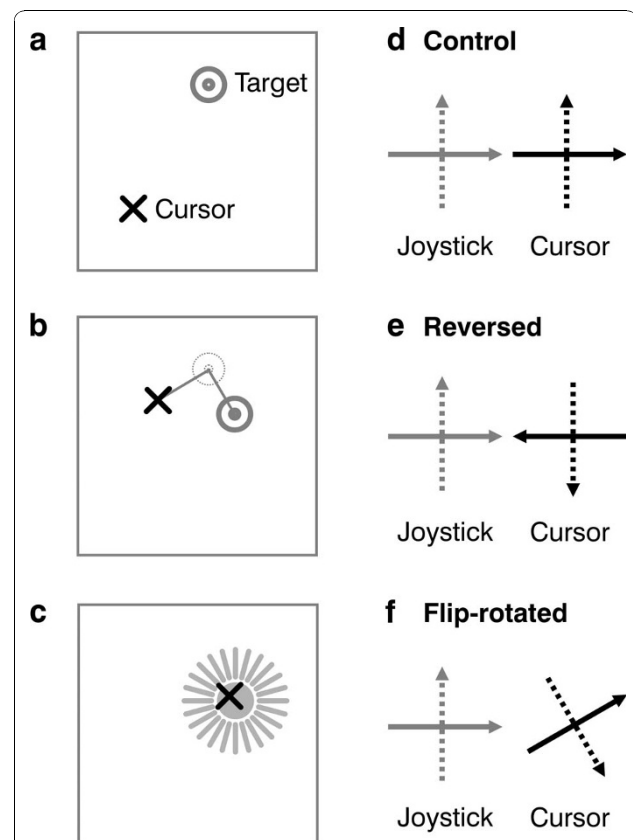 a
Target
Cursor
b
c
d Control
Joystick Cursor
e Reversed
Joystick Cursor
f Flip-rotated
Joystick Cursor